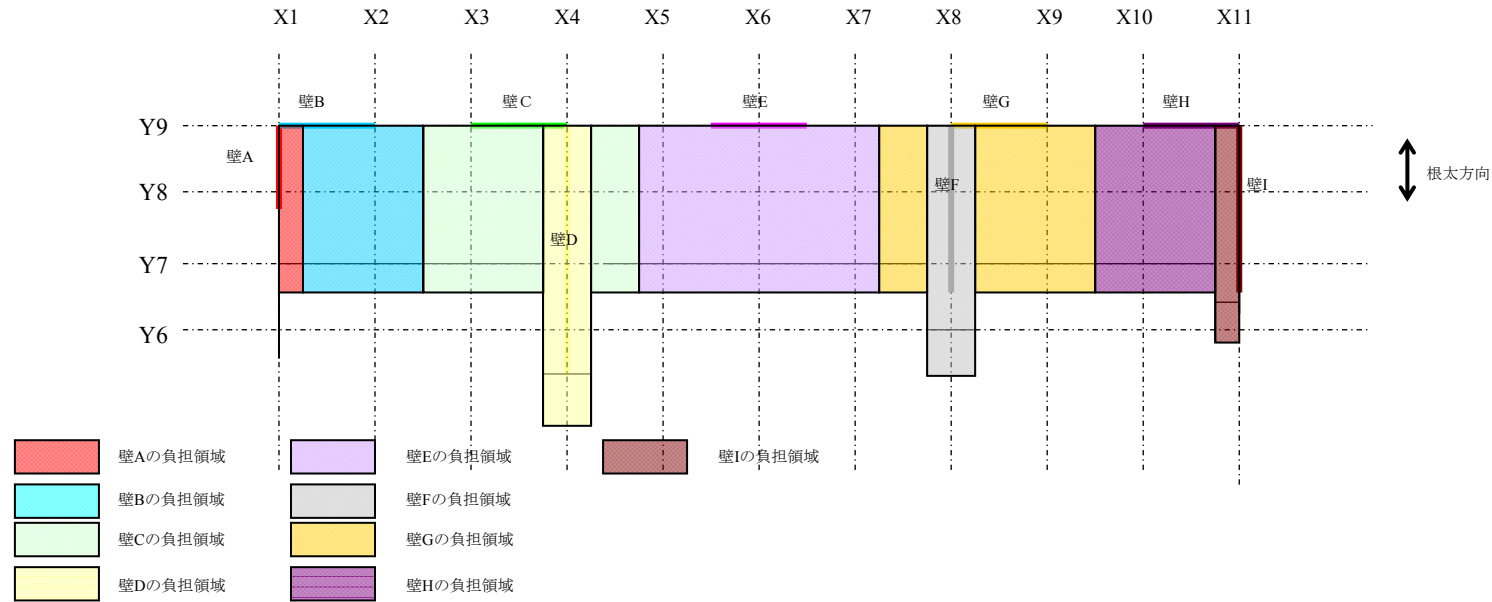 X1 X2 X3 X4 X5 X6 X7 X8 X9 X10 X11
壁B 壁C 壁E 壁G 壁H
Y9
壁A
根太方向
Y8 壁F 壁I
壁D
Y7
Y6
壁Aの負担領域 壁Eの負担領域 壁Iの負担領域
壁Bの負担領域 壁Fの負担領域
壁Cの負担領域 壁Gの負担領域
壁Dの負担領域 壁Hの負担領域